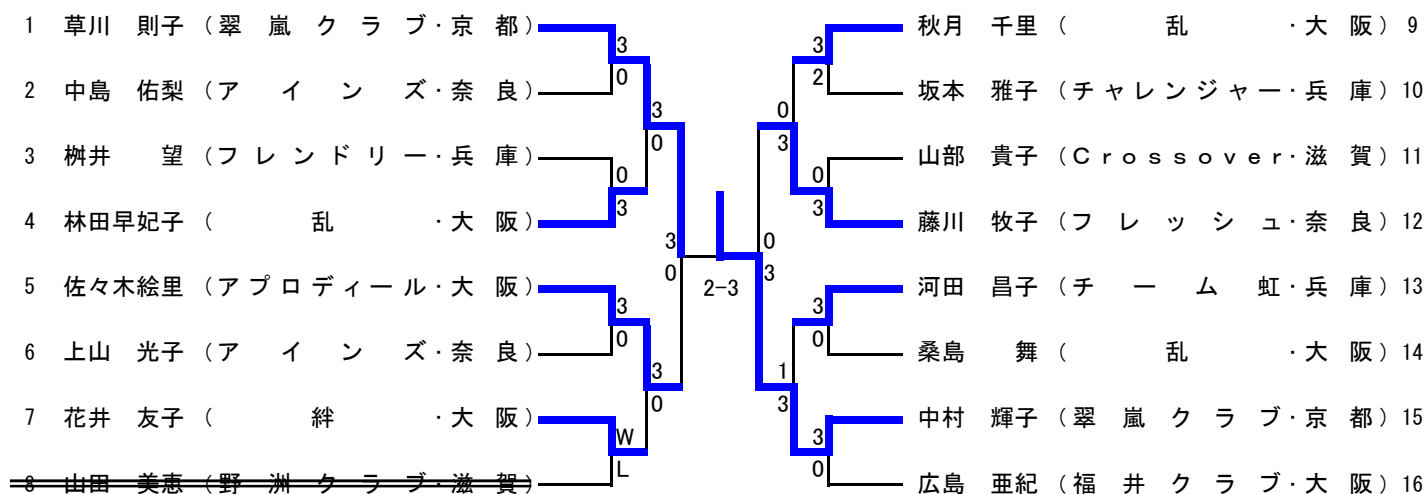 1 草川 則子 (翠嵐クラブ・京都)
3
0
2 中島 佑梨 (アインズ・奈良)
3
0
3 桝井 望 (フレンドリー・兵庫)
0
3
4 林田早妃子 (乱・大阪)
3
0
5 佐々木絵里 (アプロディール・大阪)
3
0
6 上山 光子 (アインズ・奈良)
3
0
7 花井 友子 (絆・大阪)
W
L
8 山田 美恵 (野洲クラブ・滋賀)
2-3
秋月 千里 (乱・大阪) 9
3
2
坂本 雅子 (チャレンジャー・兵庫) 10
0
3
山部 貴子 (Crossover・滋賀) 11
0
3
藤川 牧子 (フレッシュ・奈良) 12
0
3
河田 昌子 (チーム虹・兵庫) 13
3
0
桑島 舞 (乱・大阪) 14
1
3
中村 輝子 (翠嵐クラブ・京都) 15
3
0
広島 亜紀 (福井クラブ・大阪) 16